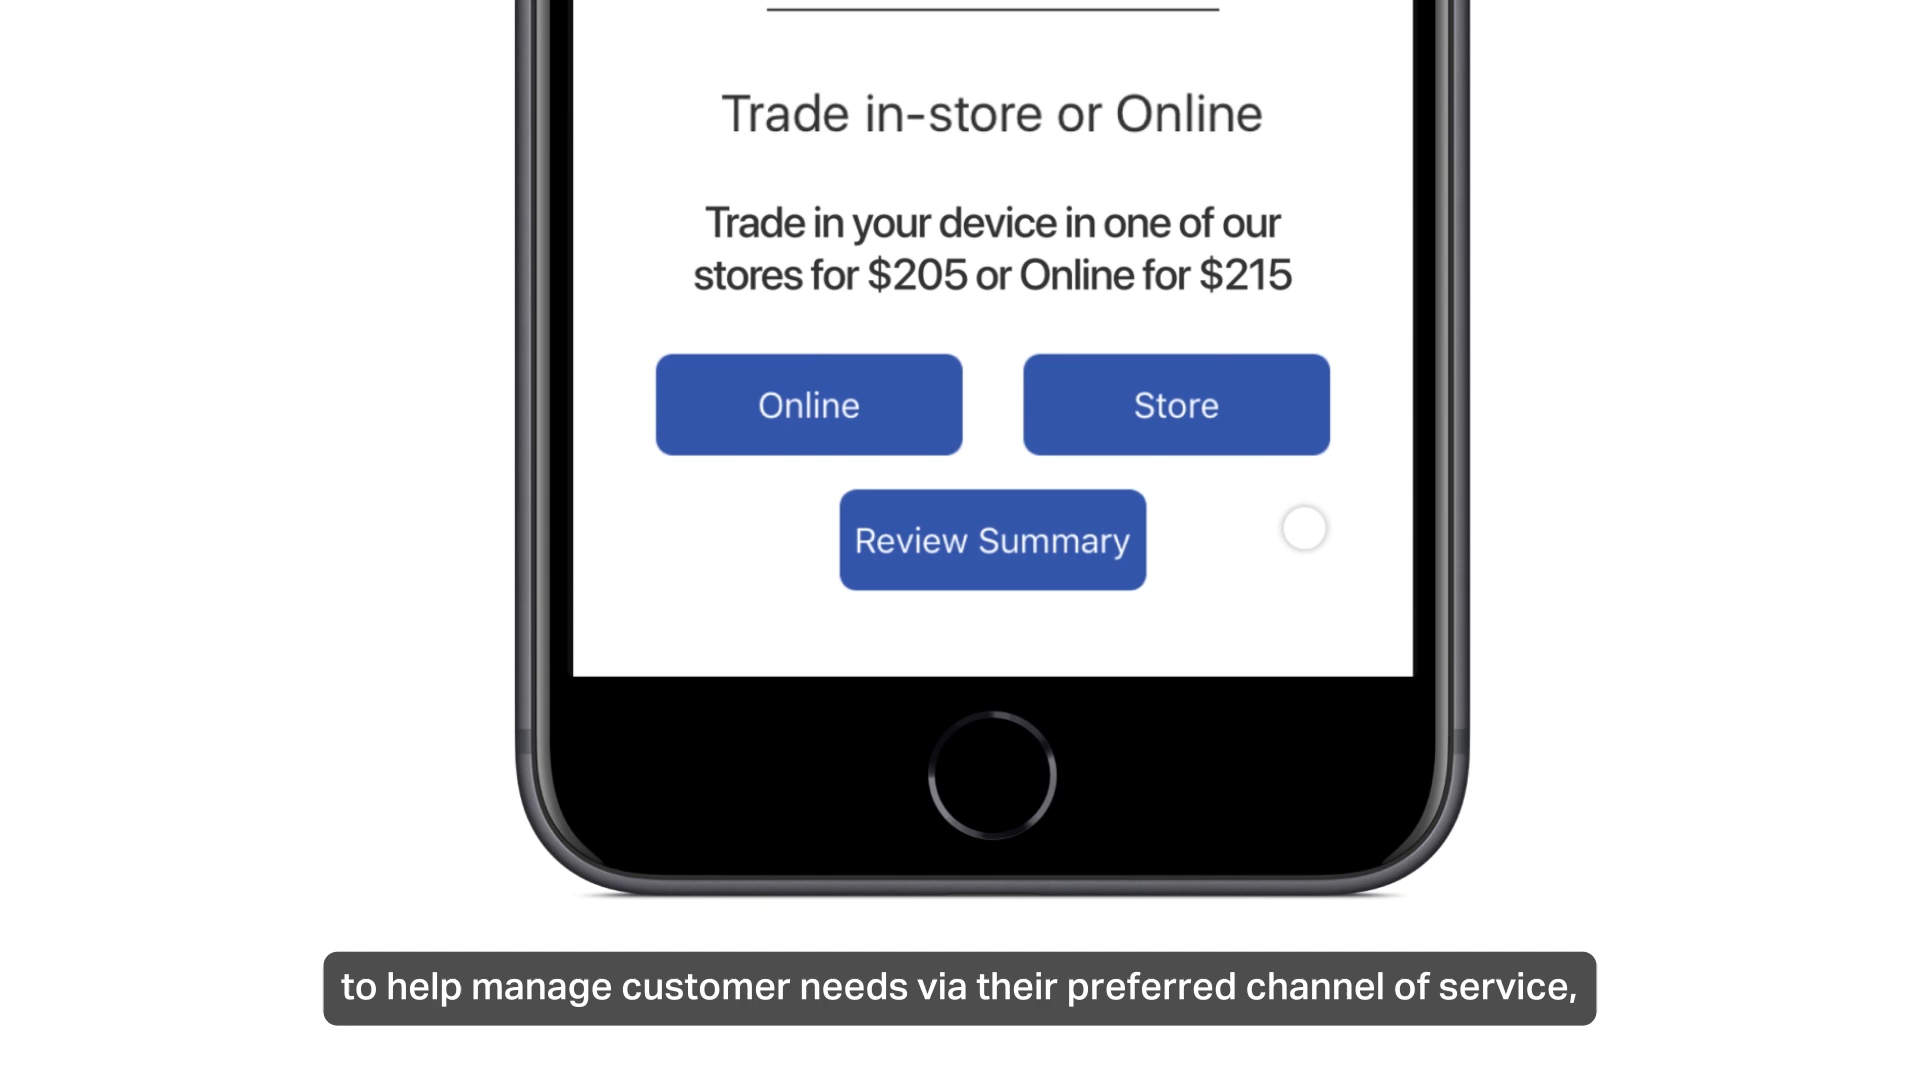 Trade in-store or Online
Trade in your device in one of our
stores for $205 or Online for $215
Online
Store
Review Summary
to help manage customer needs via their preferred channel of service,